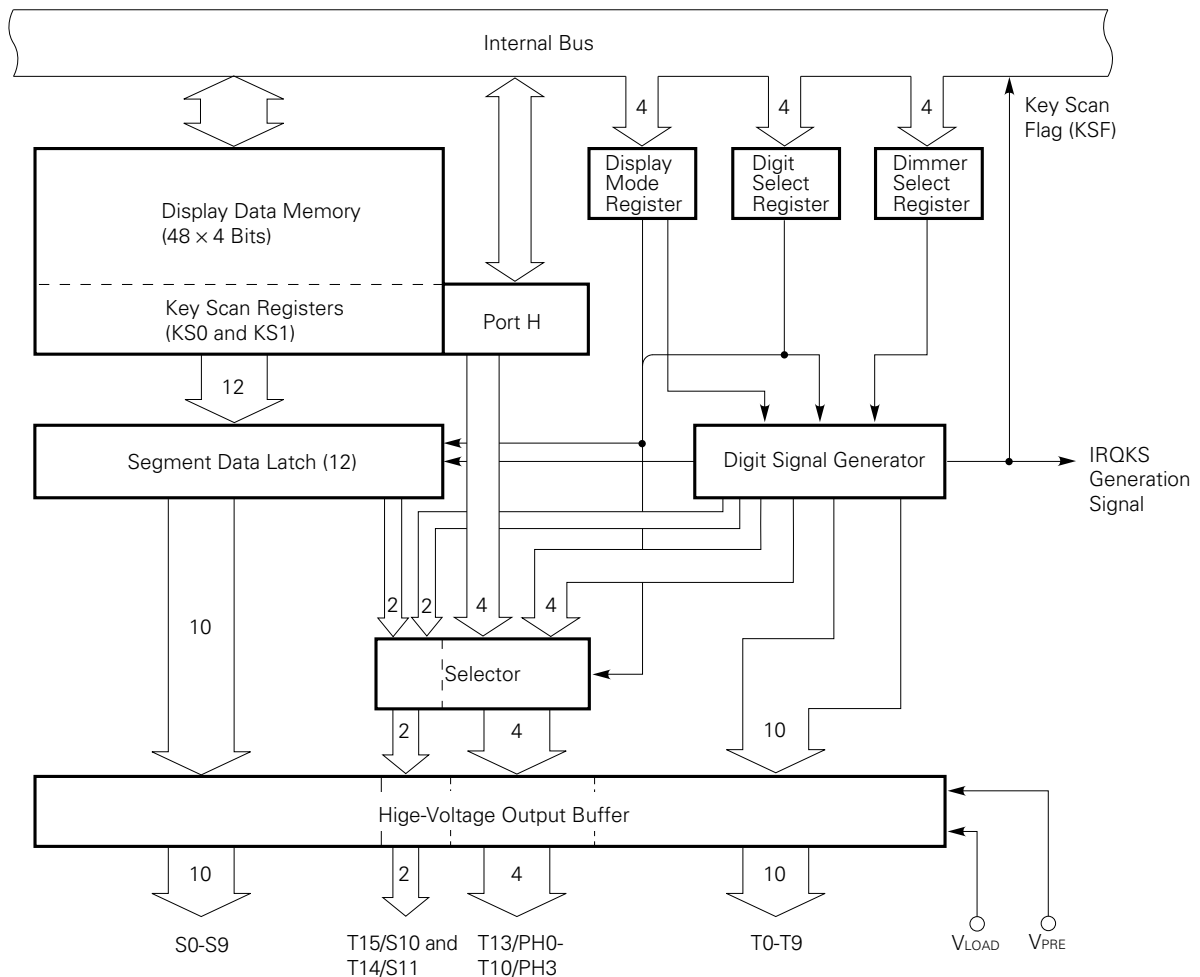 Internal Bus
4
4
4
Key Scan
Flag (KSF)
Display
Mode
Register
Digit
Select
Register
Dimmer
Select
Register
Display Data Memory
(48 × 4 Bits)
Key Scan Registers
(KS0 and KS1)
Port H
12
Segment Data Latch (12)
Digit Signal Generator
IRQKS
Generation
Signal
2
2
4
4
10
Selector
2
4
10
Hige-Voltage Output Buffer
10
2
4
10
S0-S9
T15/S10 and
T14/S11
T13/PH0-
T10/PH3
T0-T9
VLOAD
VPRE